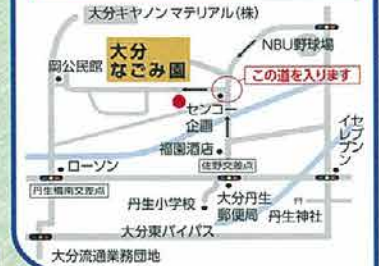 大分キヤノンマテリアル(株)
NBU野球場
大分
なごみ園
岡公民館
この道を入ります
センコー
企画
福園酒店
セブン
イレブン
ローソン
佐野交差点
丹生橋南交差点
丹生小学校
大分丹生
郵便局
丹生神社
大分東バイパス
大分流通業務団地